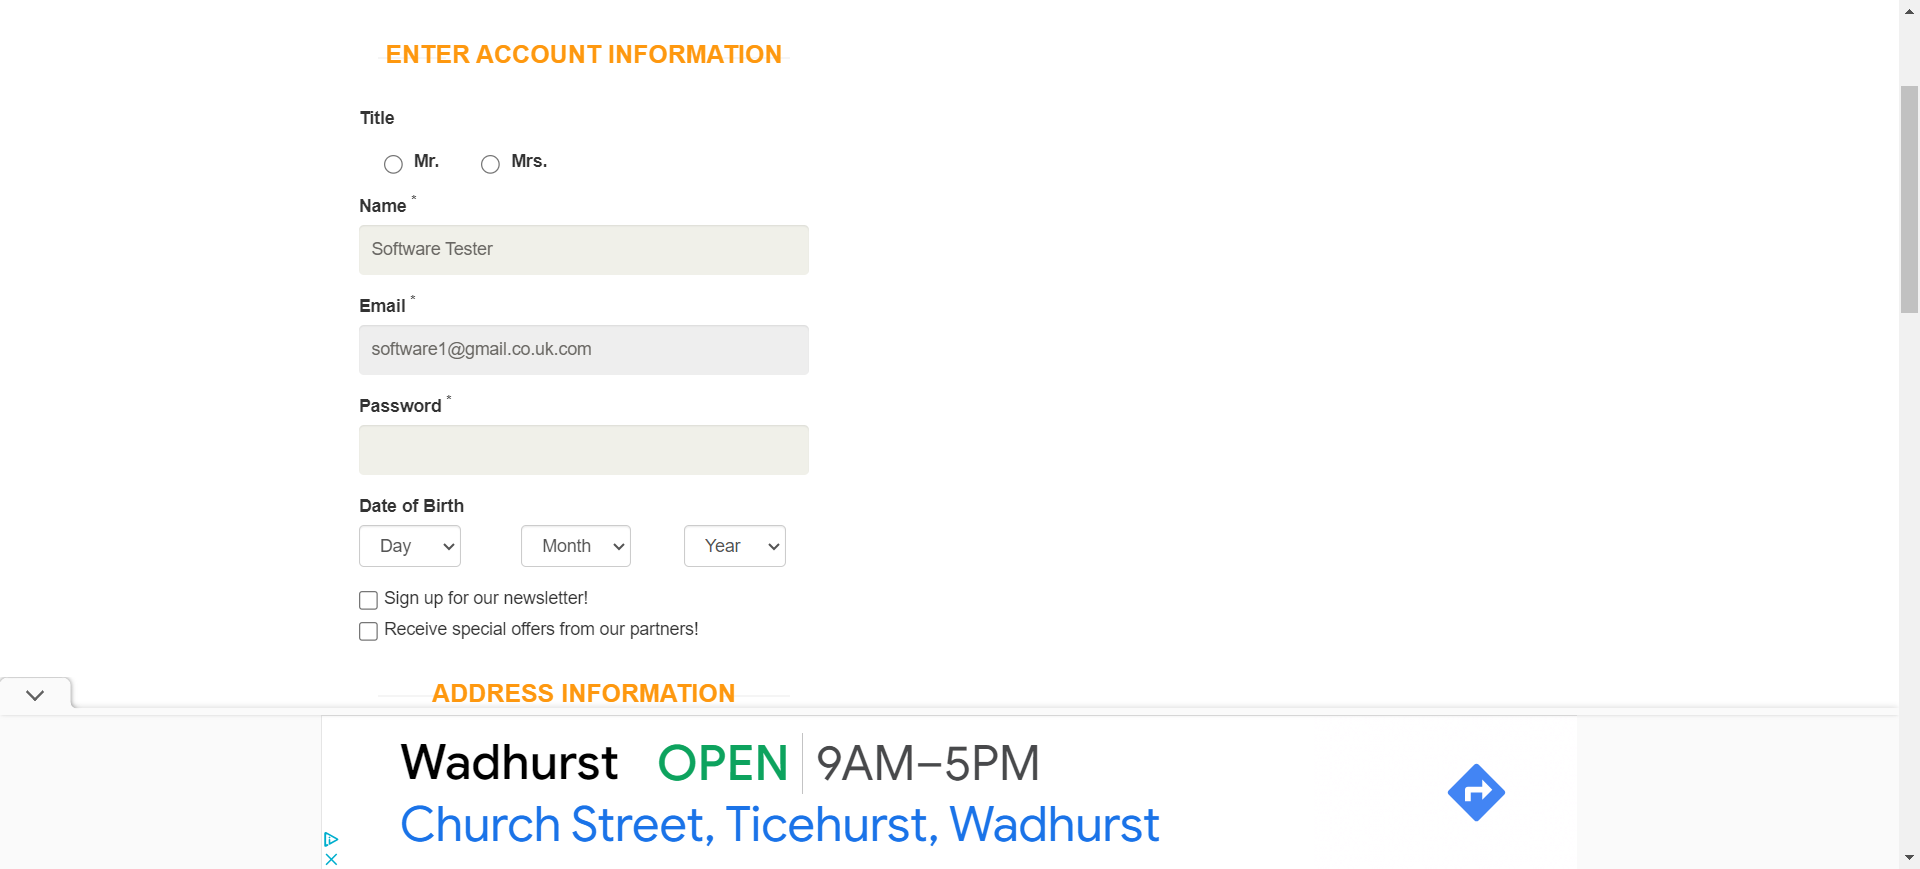 ENTER ACCOUNT INFORMATION
Title
Mr. Mrs.
Name *
Software Tester
Email *
software1@gmail.co.uk.com
Password *
Date of Birth
Day Month Year
Sign up for our newsletter!
Receive special offers from our partners!
ADDRESS INFORMATION
Wadhurst OPEN 9AM–5PM
Church Street, Ticehurst, Wadhurst